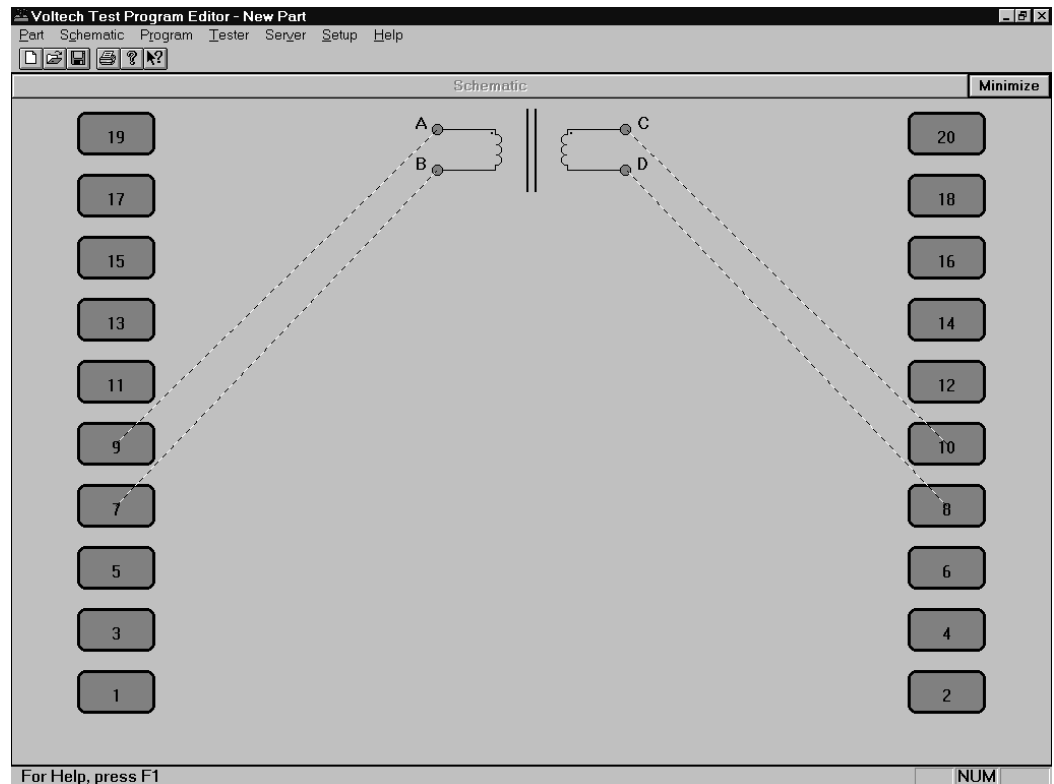 Voltech Test Program Editor - New Part
Part Schematic Program Tester Server Setup Help
Schematic Minimize
A C
19 20
B D
17 18
15 16
13 14
11 12
9 10
7 8
5 6
3 4
1 2
For Help, press F1 NUM